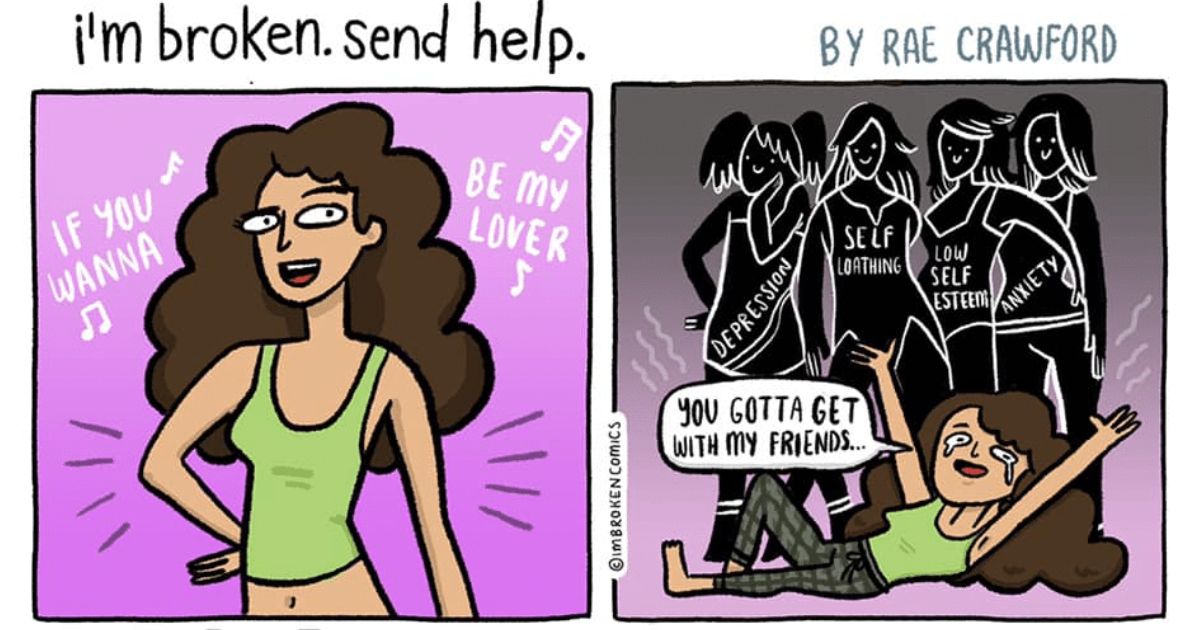 i'm broken. send help.
BY RAE CRAWFORD
IF YOU
WANNA
BE MY
LOVER
DEPRESSION
SELF
LOATHING
LOW
SELF
ESTEEM
ANXIETY
YOU GOTTA GET
WITH MY FRIENDS...
©IMBROKENCOMICS